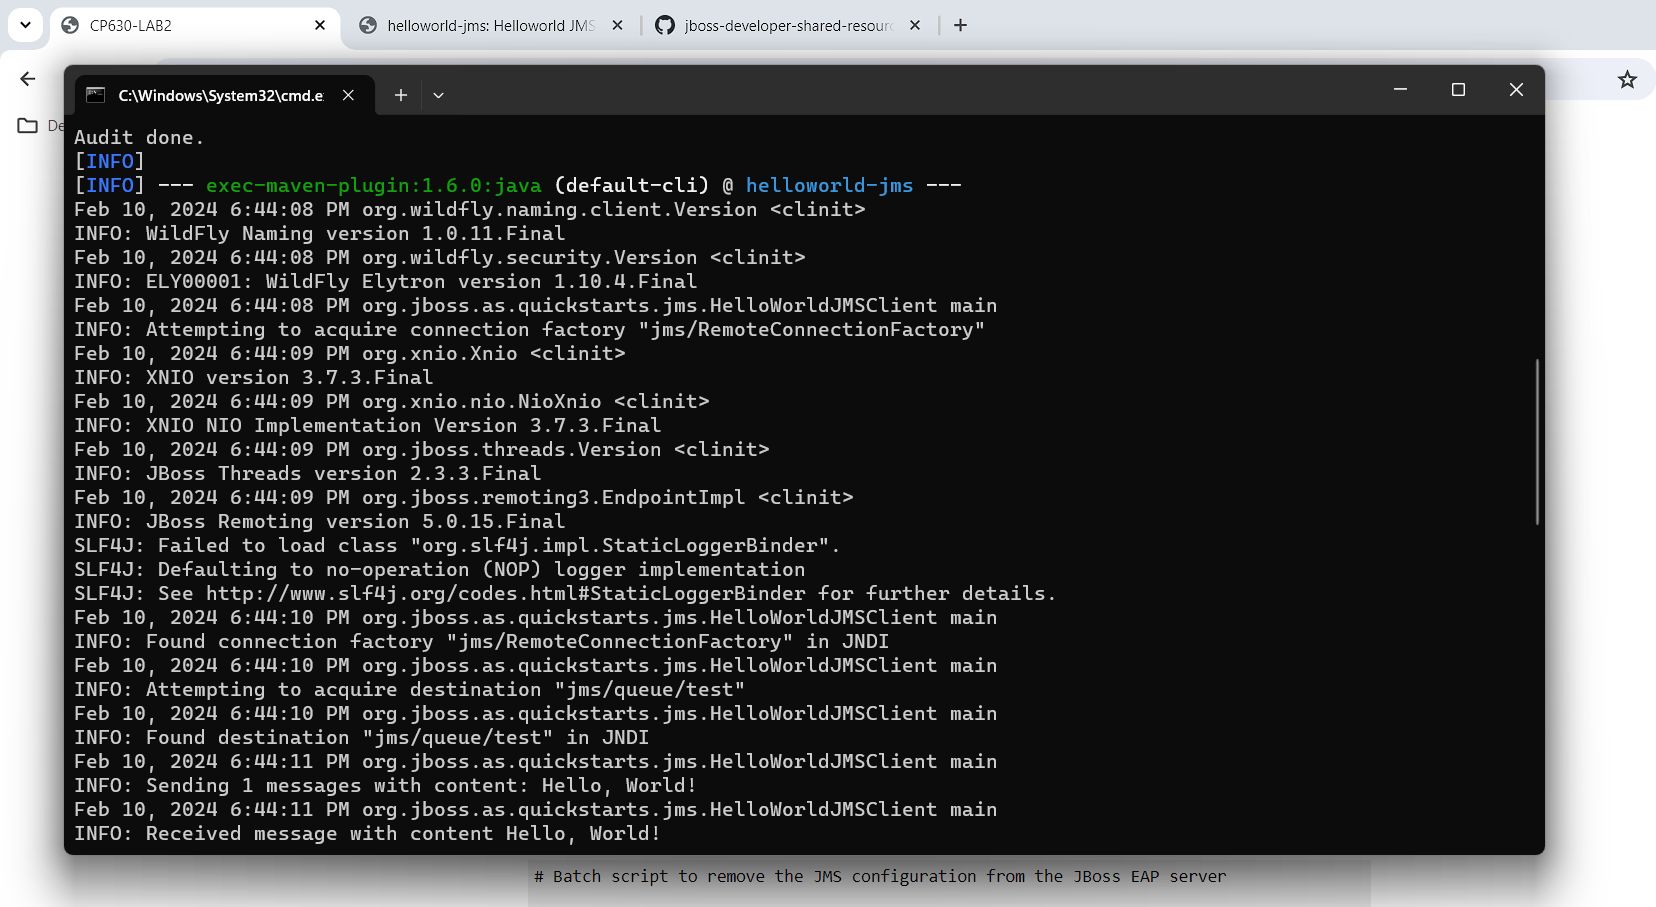 CP630-LAB2
helloworld-jms: Helloworld JMS
jboss-developer-shared-resour
C:\Windows\System32\cmd.e
De
Audit done.
[INFO]
[INFO] --- exec-maven-plugin:1.6.0:java (default-cli) @ helloworld-jms ---
Feb 10, 2024 6:44:08 PM org.wildfly.naming.client.Version <clinit>
INFO: WildFly Naming version 1.0.11.Final
Feb 10, 2024 6:44:08 PM org.wildfly.security.Version <clinit>
INFO: ELY00001: WildFly Elytron version 1.10.4.Final
Feb 10, 2024 6:44:08 PM org.jboss.as.quickstarts.jms.HelloWorldJMSClient main
INFO: Attempting to acquire connection factory "jms/RemoteConnectionFactory"
Feb 10, 2024 6:44:09 PM org.xnio.Xnio <clinit>
INFO: XNIO version 3.7.3.Final
Feb 10, 2024 6:44:09 PM org.xnio.nio.NioXnio <clinit>
INFO: XNIO NIO Implementation Version 3.7.3.Final
Feb 10, 2024 6:44:09 PM org.jboss.threads.Version <clinit>
INFO: JBoss Threads version 2.3.3.Final
Feb 10, 2024 6:44:09 PM org.jboss.remoting3.EndpointImpl <clinit>
INFO: JBoss Remoting version 5.0.15.Final
SLF4J: Failed to load class "org.slf4j.impl.StaticLoggerBinder".
SLF4J: Defaulting to no-operation (NOP) logger implementation
SLF4J: See http://www.slf4j.org/codes.html#StaticLoggerBinder for further details.
Feb 10, 2024 6:44:10 PM org.jboss.as.quickstarts.jms.HelloWorldJMSClient main
INFO: Found connection factory "jms/RemoteConnectionFactory" in JNDI
Feb 10, 2024 6:44:10 PM org.jboss.as.quickstarts.jms.HelloWorldJMSClient main
INFO: Attempting to acquire destination "jms/queue/test"
Feb 10, 2024 6:44:10 PM org.jboss.as.quickstarts.jms.HelloWorldJMSClient main
INFO: Found destination "jms/queue/test" in JNDI
Feb 10, 2024 6:44:11 PM org.jboss.as.quickstarts.jms.HelloWorldJMSClient main
INFO: Sending 1 messages with content: Hello, World!
Feb 10, 2024 6:44:11 PM org.jboss.as.quickstarts.jms.HelloWorldJMSClient main
INFO: Received message with content Hello, World!
# Batch script to remove the JMS configuration from the JBoss EAP server